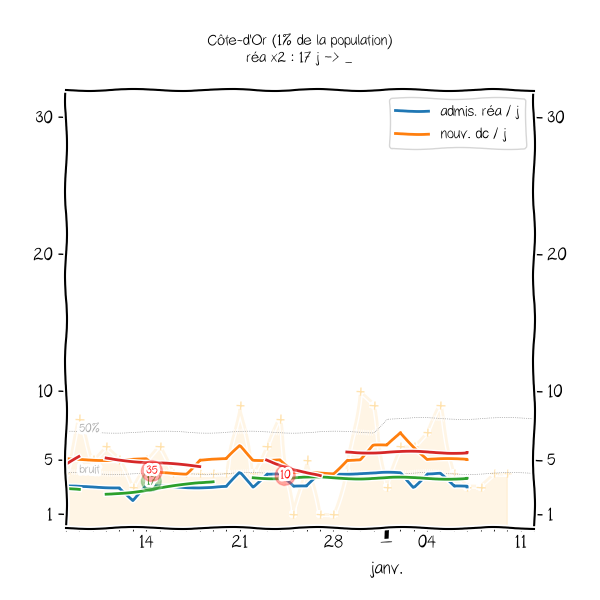 Côte-d'Or (1% de la population)
réa x2 : 17 j -> _
admis. réa / j
nouv. dc / j
30 30
20 20
10 10
50%
5 5
bruit
35
17
10
1 1
14 21 28 1 04 11
janv.